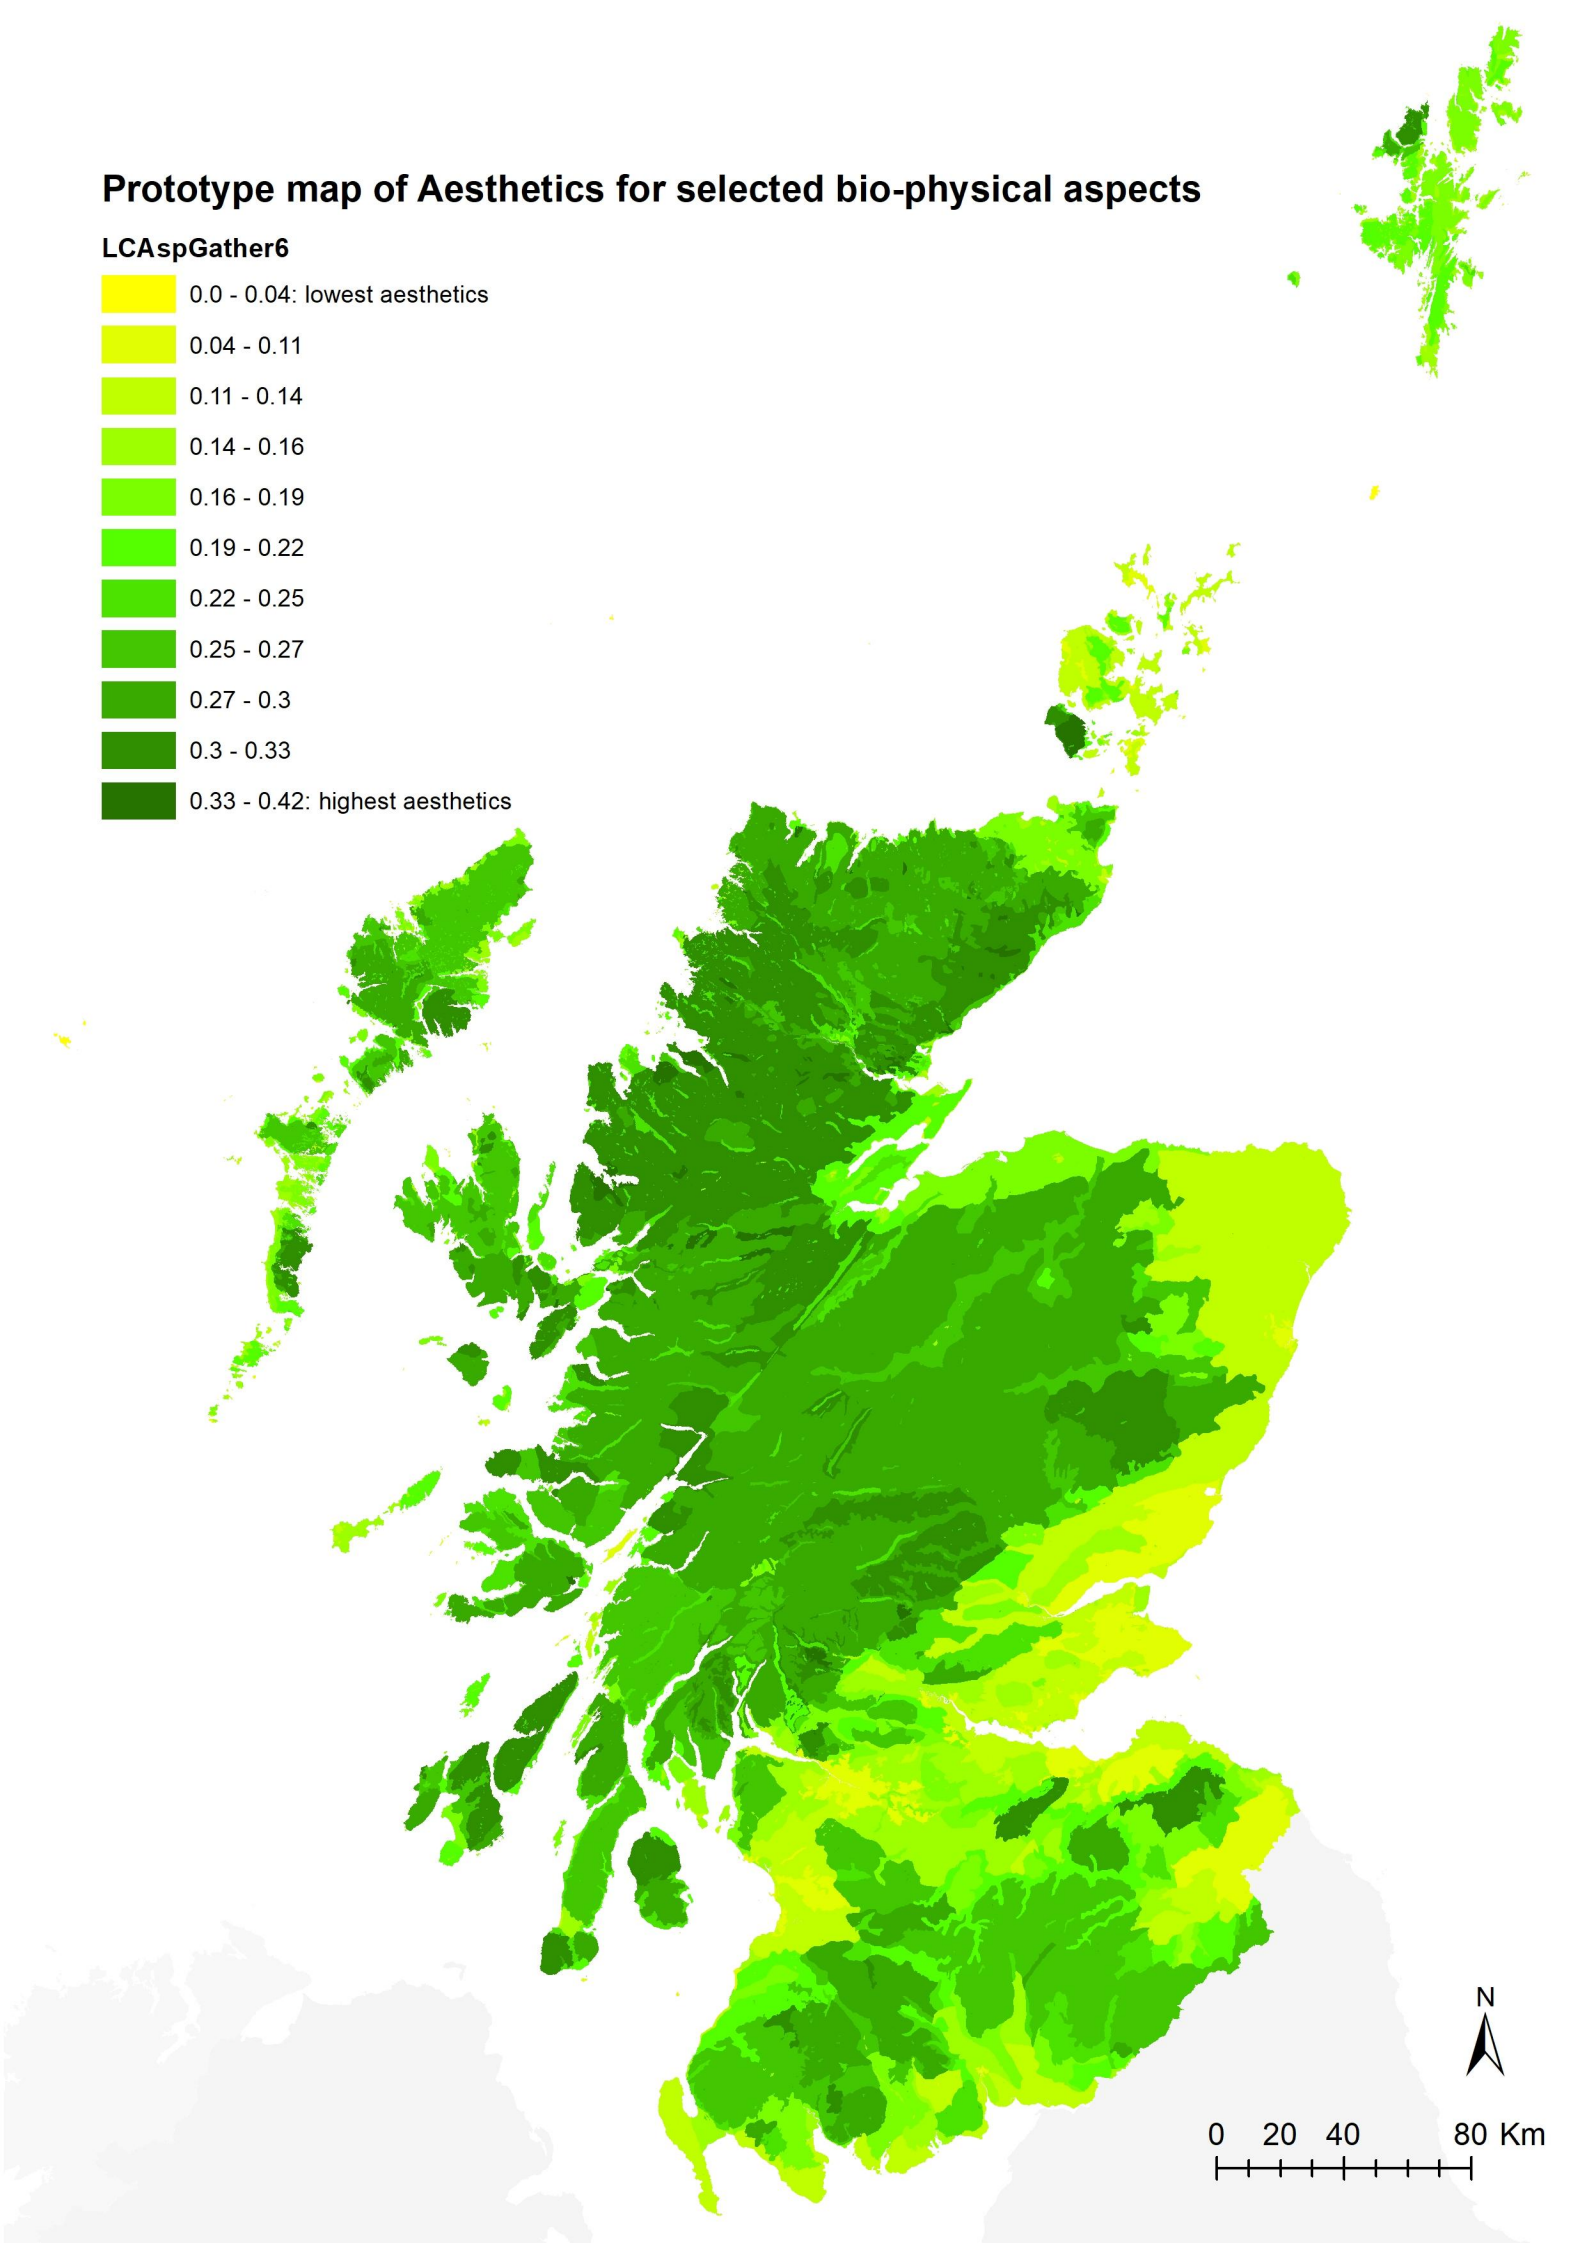 Prototype map of Aesthetics for selected bio-physical aspects
LCAspGather6
0.0 - 0.04: lowest aesthetics
0.04 - 0.11
0.11 - 0.14
0.14 - 0.16
0.16 - 0.19
0.19 - 0.22
0.22 - 0.25
0.25 - 0.27
0.27 - 0.3
0.3 - 0.33
0.33 - 0.42: highest aesthetics
N
0 20 40 80 Km